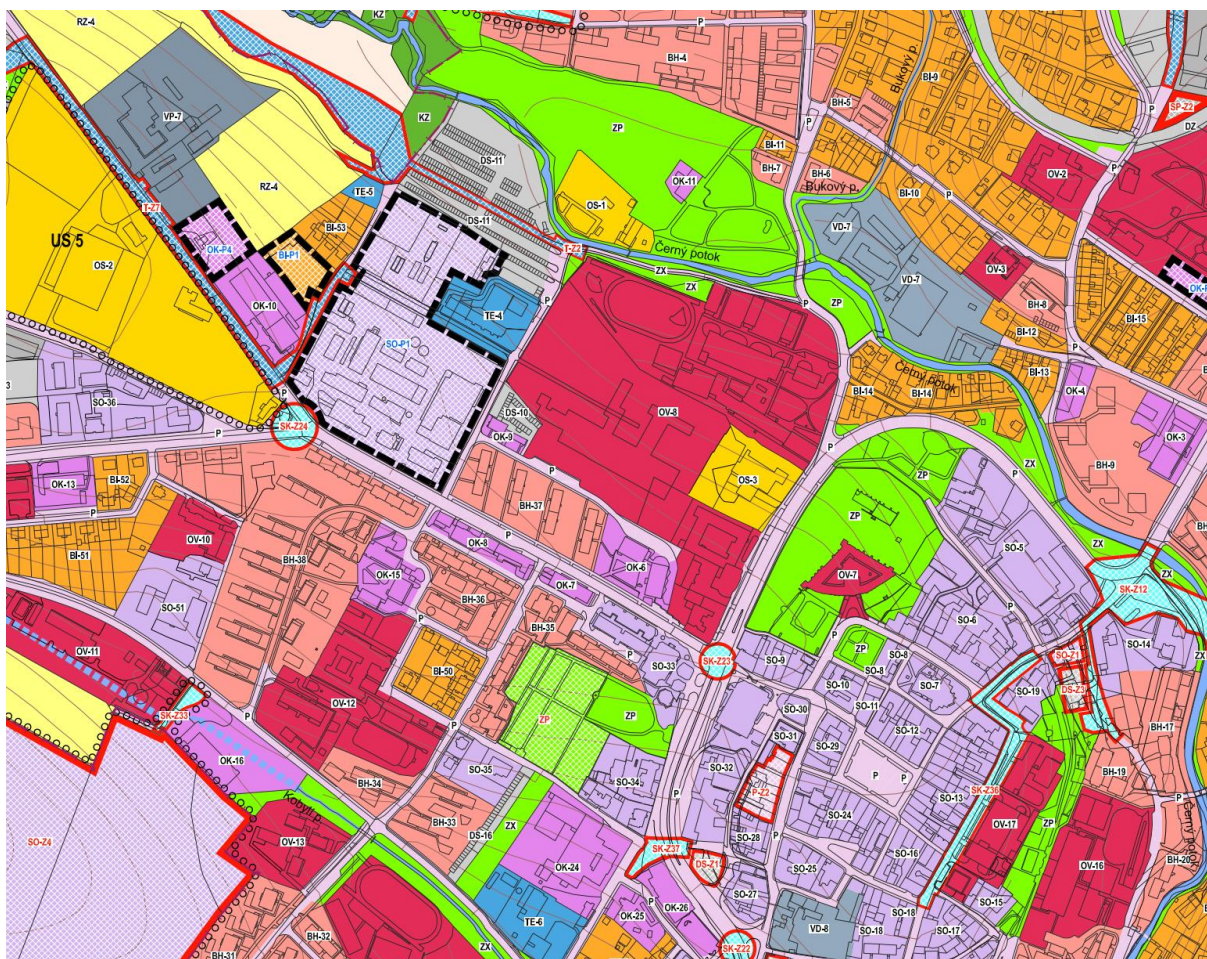 RZ-4
KZ
P
BH-4
Bukový p.
BI-9
BH-5
SP-Z2
VP-7
KZ
ZP
DZ
DS-11
BI-11
BH-7
BH-6
OV-2
RZ-4
TE-5
OK-11
Bukový p.
BI-10
T-Z7
OS-1
DS-11
BI-53
US 5
OK-P4
BI-P1
T-Z2
Černý potok
VD-7
VD-7
OV-3
OS-2
ZX
ZX
OK-10
P
ZP
P
BH-8
BI-15
TE-4
BI-12
SO-P1
P
Černý potok
BI-13
3
P
BI-14
BI-14
OK-4
SO-36
DS-10
OV-8
SK-Z24
OK-9
OK-3
P
P
ZP
ZX
BH-9
OK-13
BI-52
P
OS-3
P
BH-37
ZP
SO-5
OV-10
OK-8
P
BI-51
BH-38
OK-6
ZX
ZX
OK-15
OK-7
OV-7
SK-Z12
SO-51
BH-36
P
SO-6
BH-35
P
ZP
SO-14
OV-11
P
SO-8
SO-Z1
ZX
BI-50
SO-33
SK-Z23
SO-9
SO-8
SO-7
DS-Z3
SO-10
SO-19
P
OV-12
ZP
ZP
SO-30
SO-11
SK-Z33
SO-31
SO-12
BH-17
SO-29
OK-16
SO-35
SO-32
P
P
BH-19
BH-34
SO-34
P
P-Z2
SO-13
SK-Z36
ZP
Kobylí p.
BH-33
DS-16
ZX
SO-24
OV-17
Černý potok
SO-Z4
OV-13
SO-28
SK-Z37
SO-16
OV-16
BH-20
OK-24
DS-Z1
SO-25
SO-27
OK-26
SO-15
P
OK-25
TE-6
VD-8
SO-18
SO-18
SO-17
BH-32
ZX
SK-Z22
BH-31